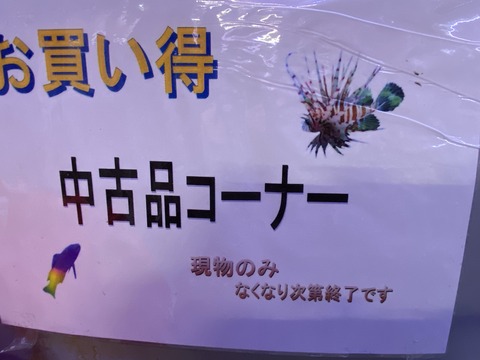 お買い得
中古品コーナー
現物のみ
なくなり次第終了です